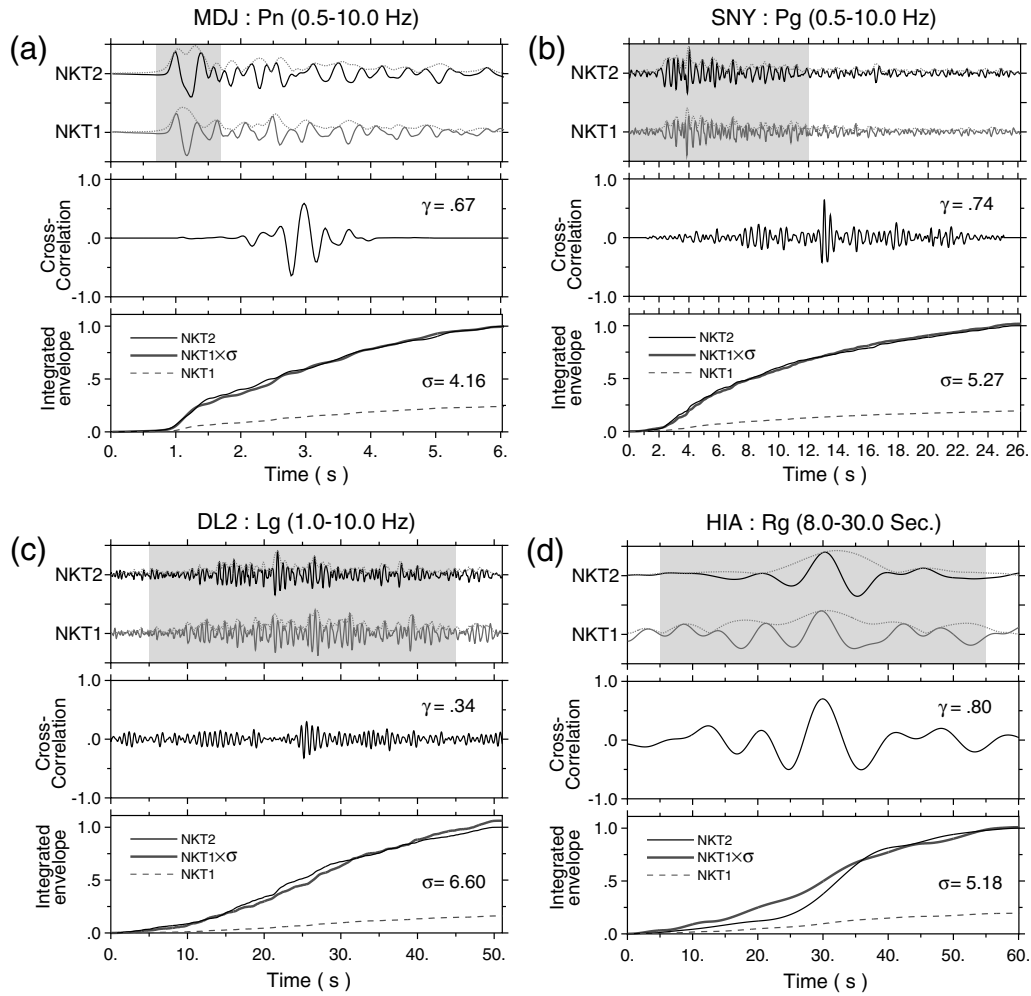 MDJ : Pn (0.5-10.0 Hz)
(a)
NKT2
NKT1
1.0
.0
-1.0
Cross-
Correlation
γ = .67
1.0
.5
.0
Integrated
envelope
NKT2
NKT1×σ
NKT1
σ= 4.16
0. 1. 2. 3. 4. 5. 6.
Time ( s )
SNY : Pg (0.5-10.0 Hz)
(b)
NKT2
NKT1
1.0
.0
-1.0
Cross-
Correlation
γ = .74
1.0
.5
.0
Integrated
envelope
NKT2
NKT1×σ
NKT1
σ= 5.27
0. 2. 4. 6. 8. 10. 12. 14. 16. 18. 20. 22. 24. 26.
Time ( s )
DL2 : Lg (1.0-10.0 Hz)
(c)
NKT2
NKT1
1.0
.0
-1.0
Cross-
Correlation
γ = .34
1.0
.5
.0
Integrated
envelope
NKT2
NKT1×σ
NKT1
σ= 6.60
0. 10. 20. 30. 40. 50.
Time ( s )
HIA : Rg (8.0-30.0 Sec.)
(d)
NKT2
NKT1
1.0
.0
-1.0
Cross-
Correlation
γ = .80
1.0
.5
.0
Integrated
envelope
NKT2
NKT1×σ
NKT1
σ= 5.18
0. 10. 20. 30. 40. 50. 60.
Time ( s )